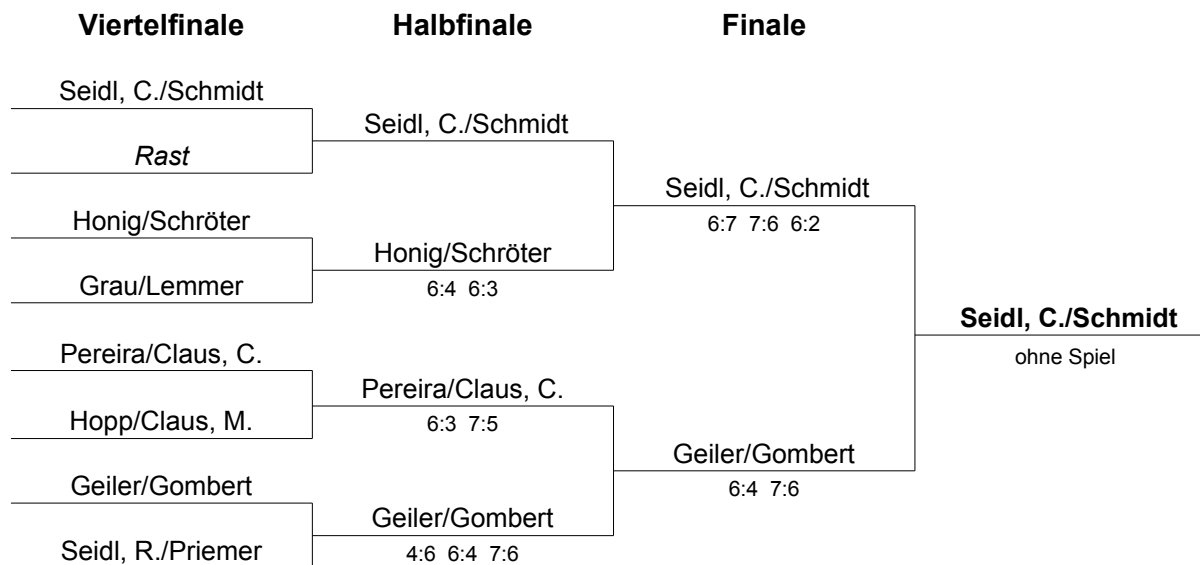 Viertelfinale Halbfinale Finale
Seidl, C./Schmidt
Rast
Honig/Schröter
Grau/Lemmer
Pereira/Claus, C.
Hopp/Claus, M.
Geiler/Gombert
Seidl, R./Priemer
Seidl, C./Schmidt
Honig/Schröter
6:4 6:3
Pereira/Claus, C.
6:3 7:5
Geiler/Gombert
4:6 6:4 7:6
Seidl, C./Schmidt
6:7 7:6 6:2
Geiler/Gombert
6:4 7:6
Seidl, C./Schmidt
ohne Spiel